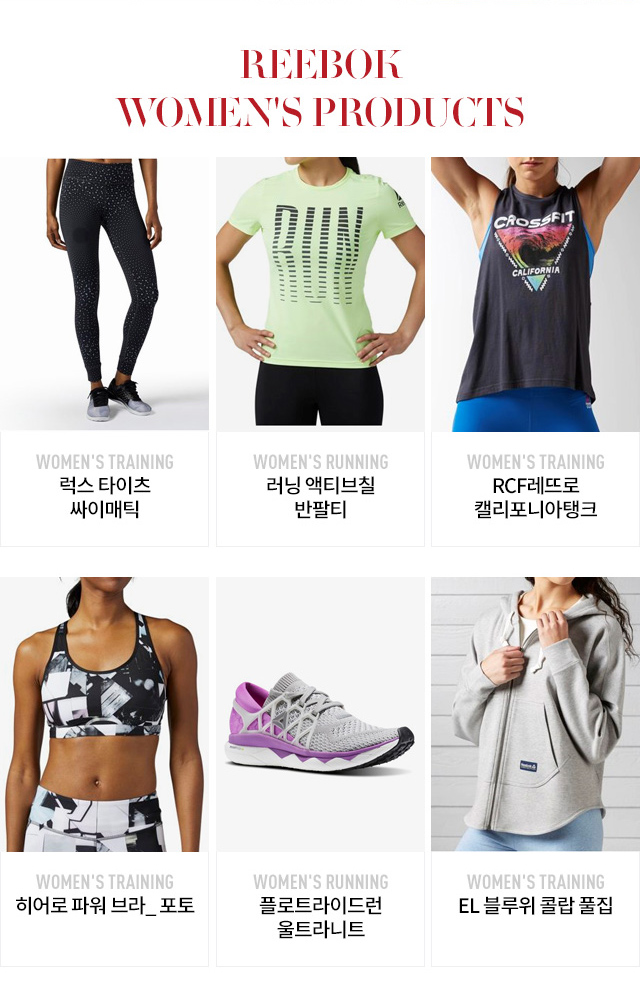 REEBOK
WOMEN'S PRODUCTS
RUN
CROSSFIT
CALIFORNIA
WOMEN'S TRAINING
럭스 타이츠
싸이매틱
WOMEN'S RUNNING
러닝 액티브칠
반팔티
WOMEN'S TRAINING
RCF레뜨로
캘리포니아탱크
WOMEN'S TRAINING
히어로 파워 브라_ 포토
WOMEN'S RUNNING
플로트라이드런
울트라니트
WOMEN'S TRAINING
EL 블루위 콜랍 풀집